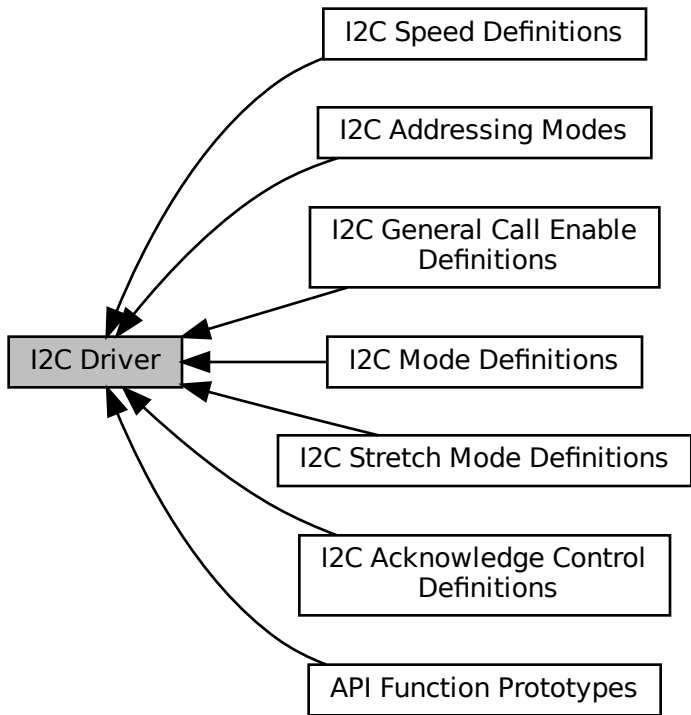 I2C Speed Definitions
I2C Addressing Modes
I2C General Call Enable
Definitions
I2C Driver
I2C Mode Definitions
I2C Stretch Mode Definitions
I2C Acknowledge Control
Definitions
API Function Prototypes